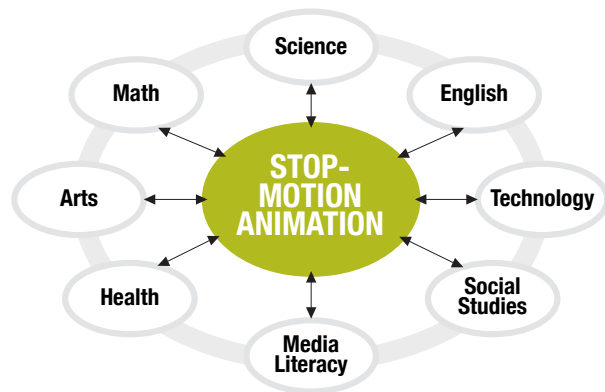 Science
Math
English
STOP-
MOTION
ANIMATION
Arts
Technology
Health
Social
Studies
Media
Literacy